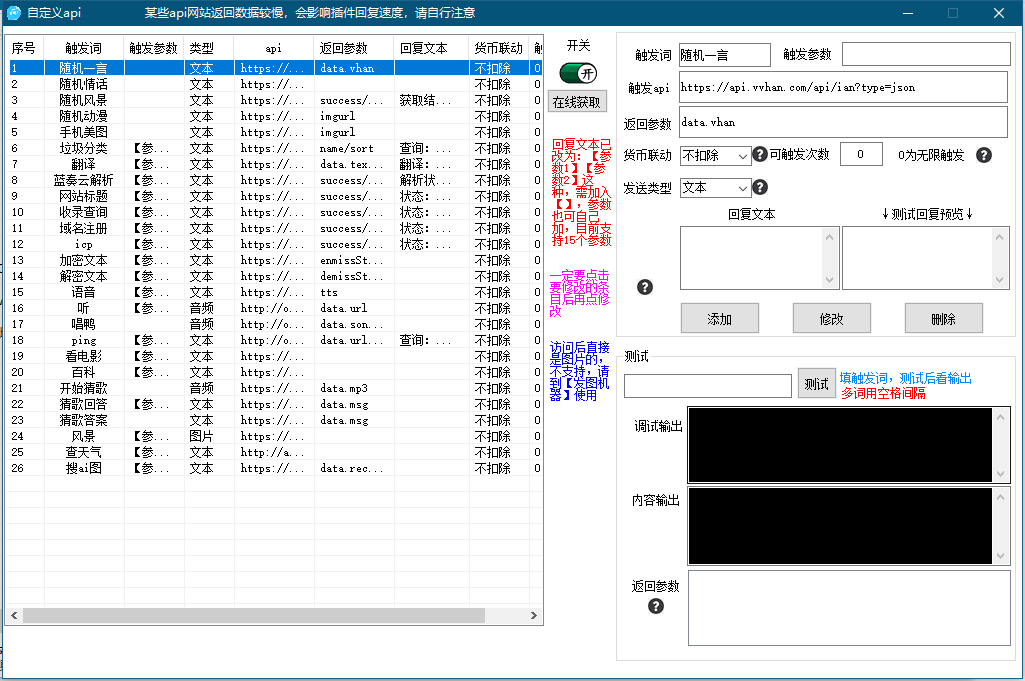 自定义api 某些api网站返回数据较慢，会影响插件回复速度，请自行注意
序号 触发词 触发参数 类型 api 返回参数 回复文本 货币联动
1 随机一言 文本 https://... data.vhan 不扣除 0
2 随机情话 文本 https://... 不扣除 0
3 随机风景 文本 https://... success/... 获取结... 不扣除 0
4 随机动漫 文本 https://... imgurl 不扣除 0
5 手机美图 文本 https://... imgurl 不扣除 0
6 垃圾分类 【参... 文本 https://... name/sort 查询：... 不扣除 0
7 翻译 【参... 文本 https://... data.tex... 翻译：... 不扣除 0
8 蓝奏云解析 【参... 文本 https://... success/... 解析状... 不扣除 0
9 网站标题 【参... 文本 https://... success/... 状态：... 不扣除 0
10 收录查询 【参... 文本 https://... success/... 状态：... 不扣除 0
11 域名注册 【参... 文本 https://... success/... 状态：... 不扣除 0
12 icp 【参... 文本 https://... success/... 状态：... 不扣除 0
13 加密文本 【参... 文本 https://... enmissSt... 不扣除 0
14 解密文本 【参... 文本 https://... demissSt... 不扣除 0
15 语音 【参... 文本 https://... tts 不扣除 0
16 听 【参... 音频 http://o... data.url 不扣除 0
17 唱鸭 音频 http://o... data.son... 不扣除 0
18 ping 【参... 文本 http://o... data.url... 查询：... 不扣除 0
19 看电影 【参... 文本 https://... 不扣除 0
20 百科 【参... 文本 https://... 不扣除 0
21 开始猜歌 音频 https://... data.mp3 不扣除 0
22 猜歌回答 【参... 文本 https://... data.msg 不扣除 0
23 猜歌答案 文本 https://... data.msg 不扣除 0
24 风景 【参... 图片 https://... 不扣除 0
25 查天气 【参... 文本 http://a... 不扣除 0
26 搜ai图 【参... 文本 https://... data.rec... 不扣除 0
开关
开
在线获取
回复文本已
改为：【参
数1】【参
数2】这
种，需加入
【】，参数
也可自己
加，目前支
持15个参数
一定要点击
要修改的条
目后再点修
改
访问后直接
是图片的，
不支持，请
到【发图机
器】使用
触发词 随机一言 触发参数
触发api https://api.vvhan.com/api/ian?type=json
返回参数 data.vhan
货币联动 不扣除 ? 可触发次数 0 0为无限触发 ?
发送类型 文本 ?
回复文本 ↓测试回复预览↓
?
添加 修改 删除
测试
测试 填触发词，测试后看输出
多词用空格间隔
调试输出
内容输出
返回参数
?